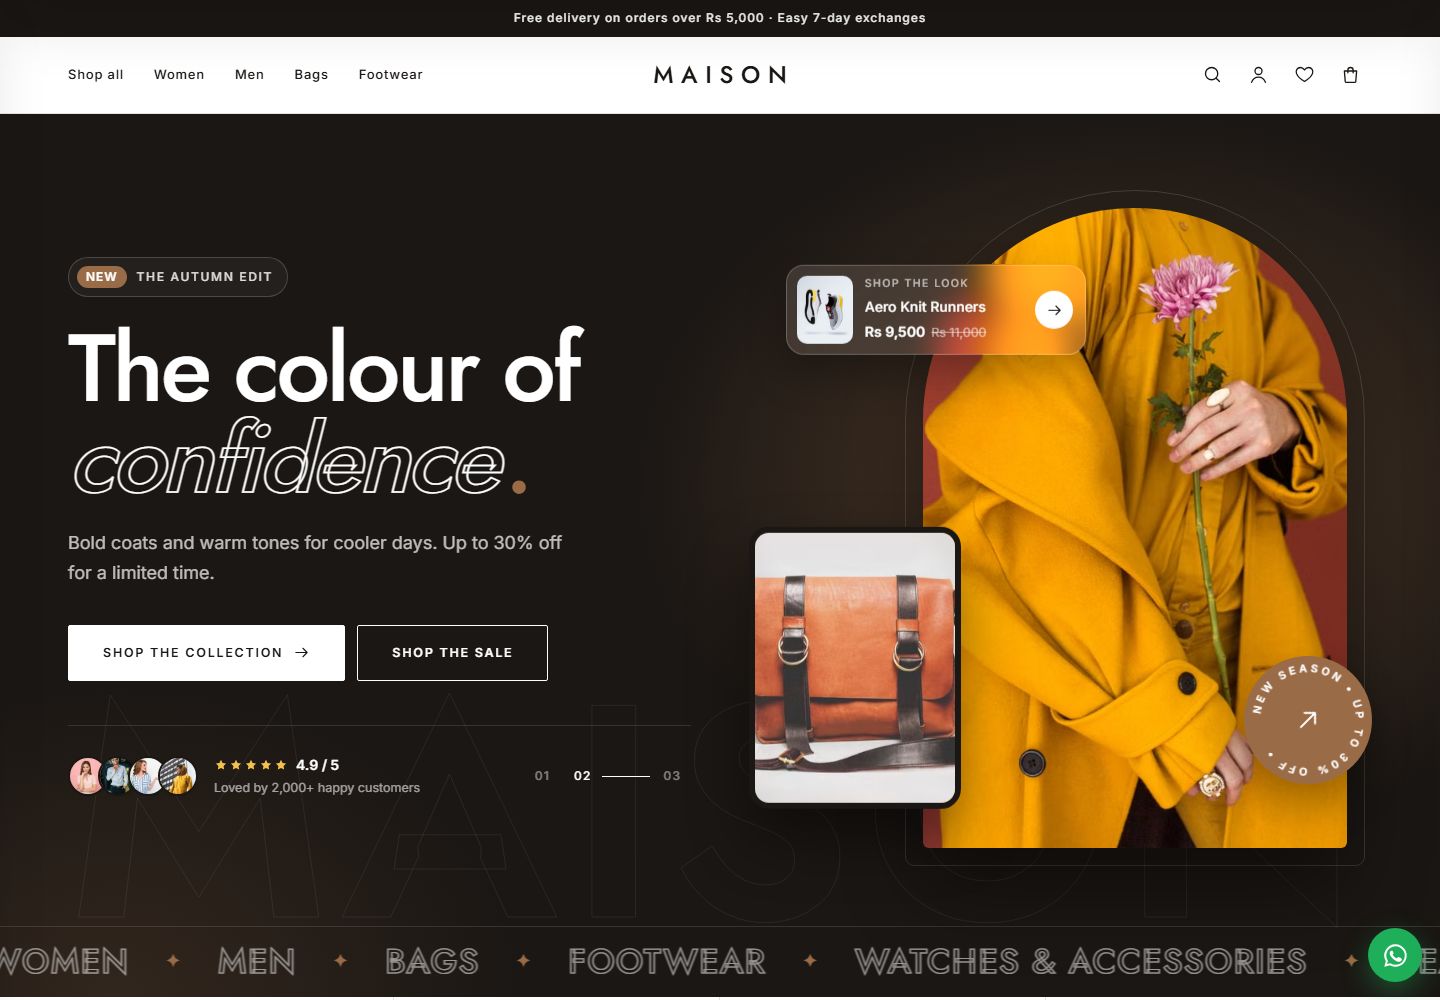 Free delivery on orders over Rs 5,000 · Easy 7-day exchanges
Shop all
Women
Men
Bags
Footwear
MAISON
NEW THE AUTUMN EDIT
The colour of
confidence.
Bold coats and warm tones for cooler days. Up to 30% off
for a limited time.
SHOP THE COLLECTION →
SHOP THE SALE
★★★★★ 4.9 / 5
Loved by 2,000+ happy customers
01 02 03
SHOP THE LOOK
Aero Knit Runners
Rs 9,500 Rs 11,000
NEW SEASON • UP TO 30% OFF •
MAISON
WOMEN ✦ MEN ✦ BAGS ✦ FOOTWEAR ✦ WATCHES & ACCESSORIES ✦